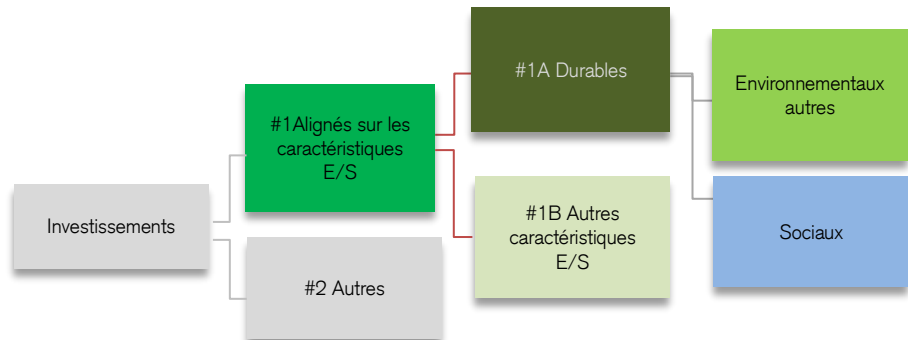 Investissements
#1Alignés sur les
caractéristiques
E/S
#2 Autres
#1A Durables
#1B Autres
caractéristiques
E/S
Environnementaux
autres
Sociaux